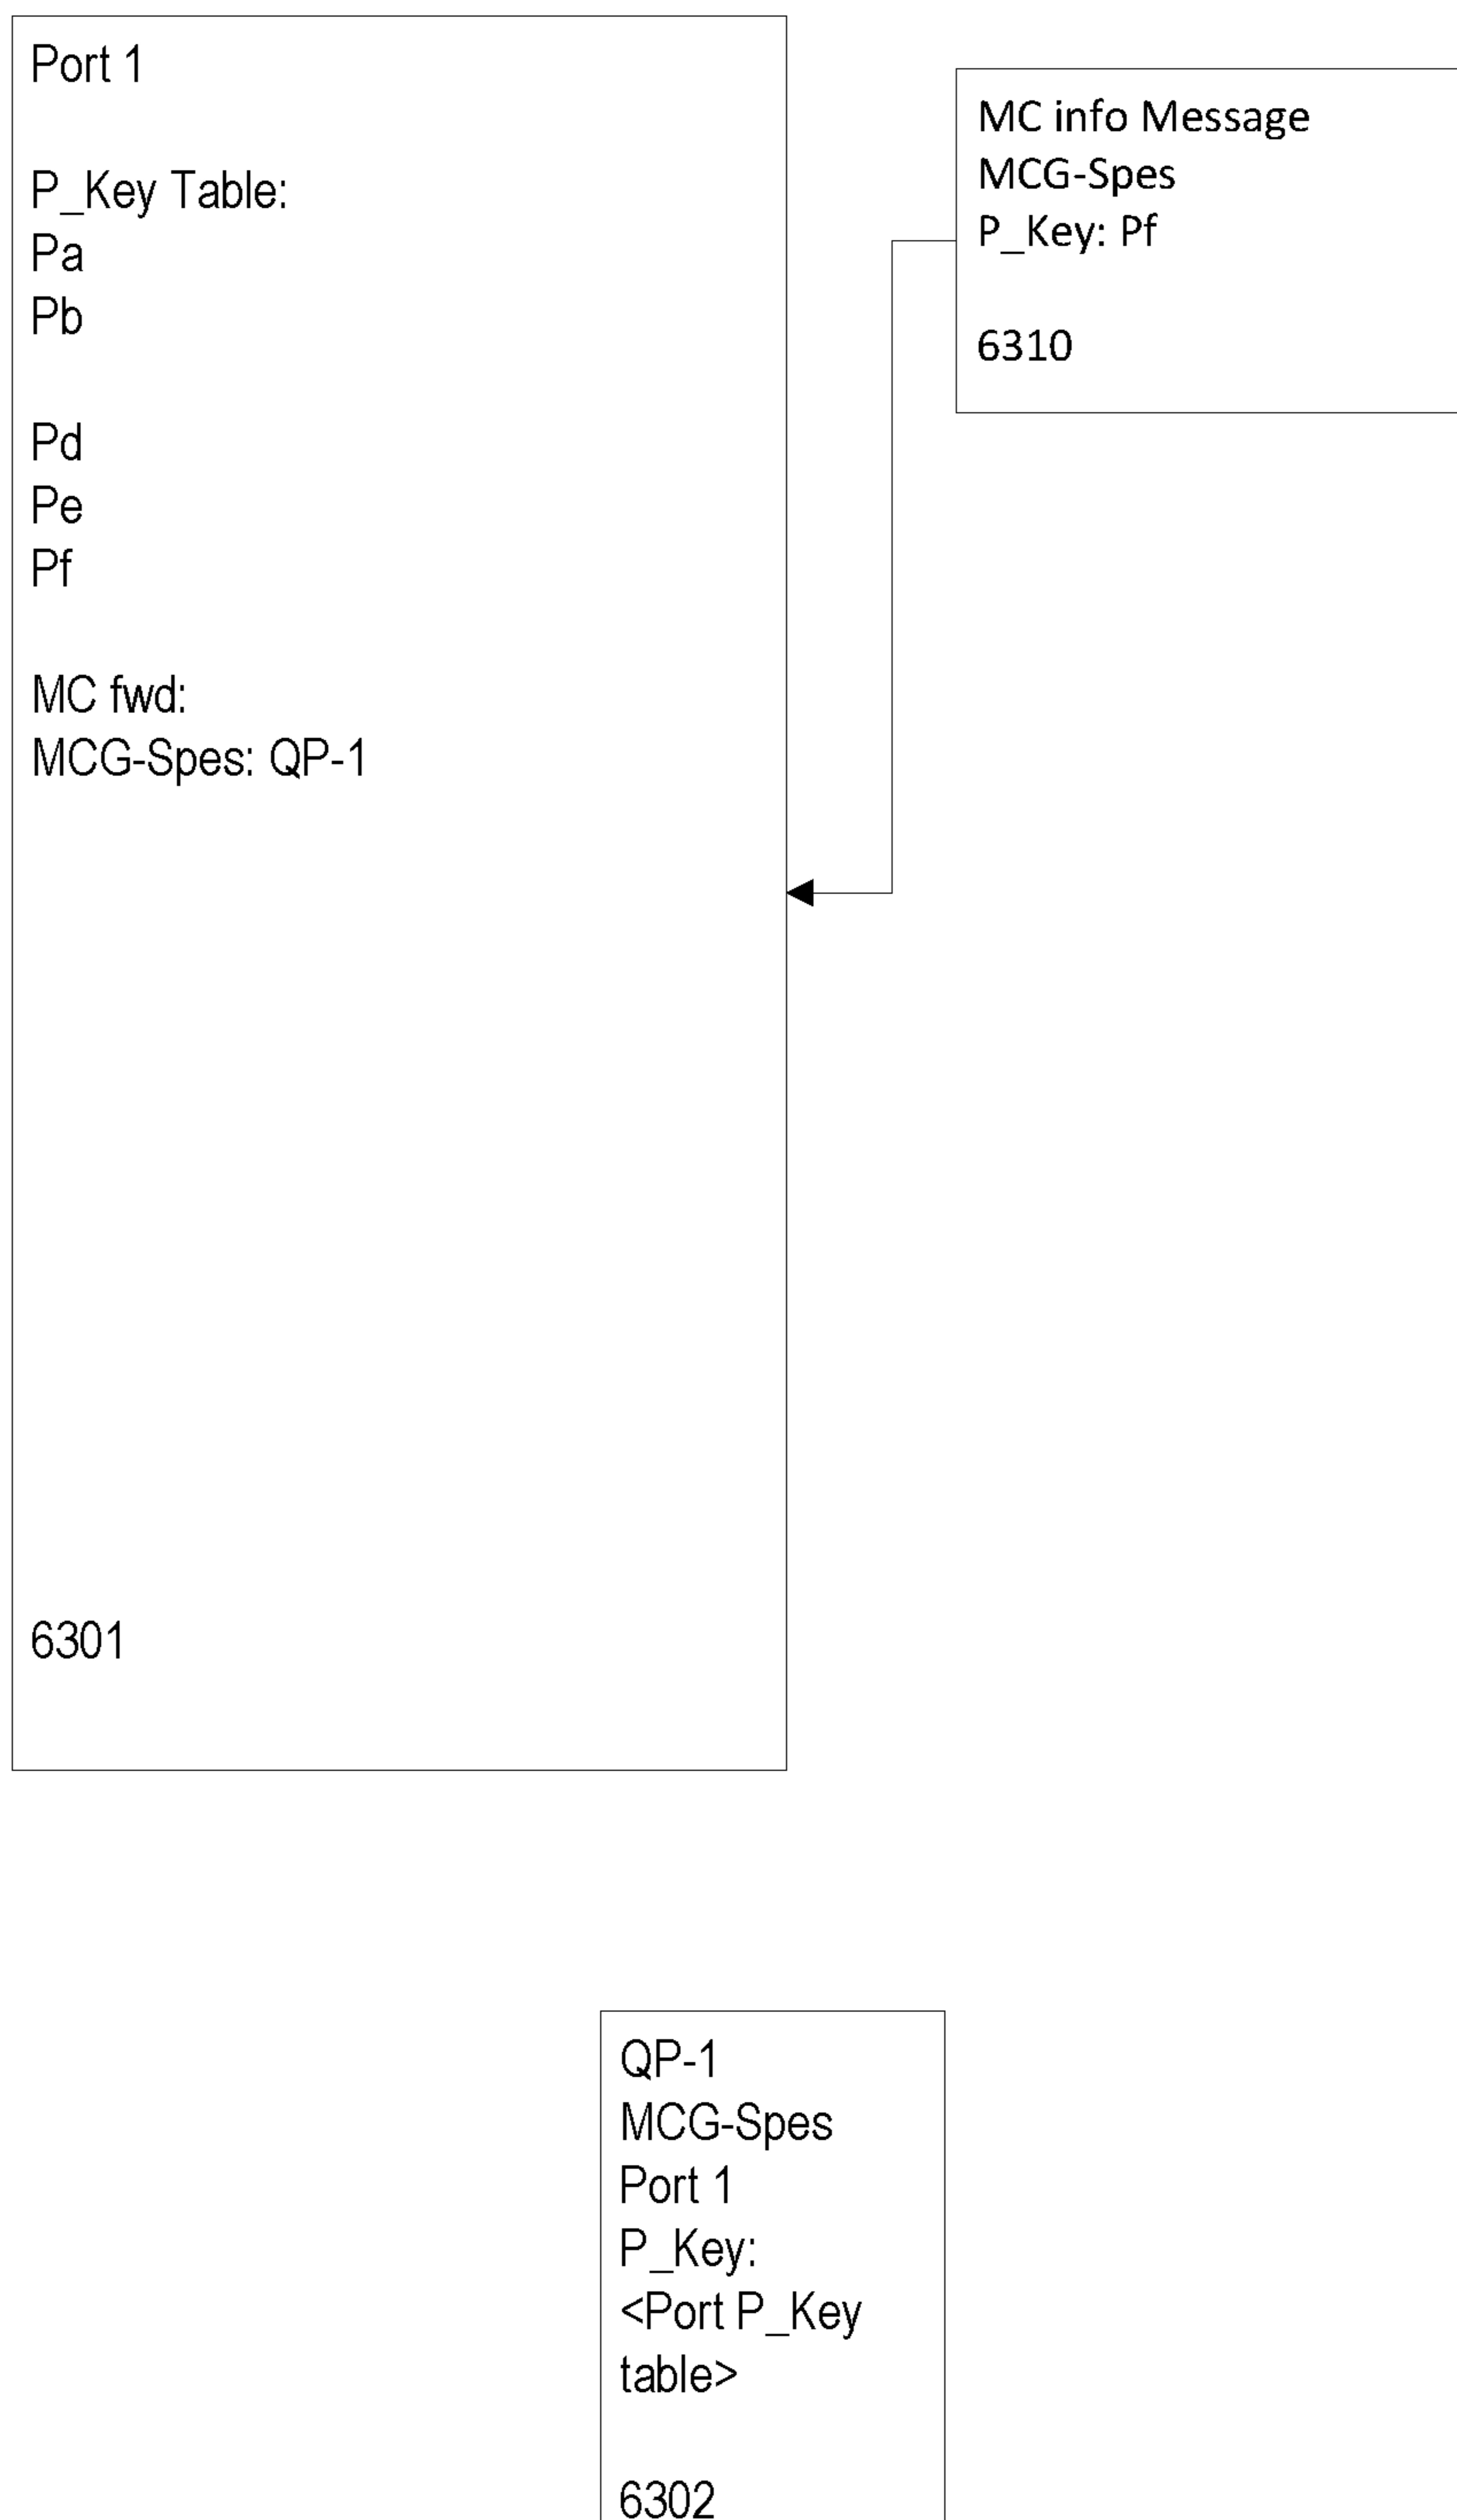 Port 1
P_Key Table:
Pa
Pb
Pd
Pe
Pf
MC fwd:
MCG-Spes: QP-1
6301
MC info Message
MCG-Spes
P_Key: Pf
6310
QP-1
MCG-Spes
Port 1
P_Key:
<Port P_Key
table>
6302